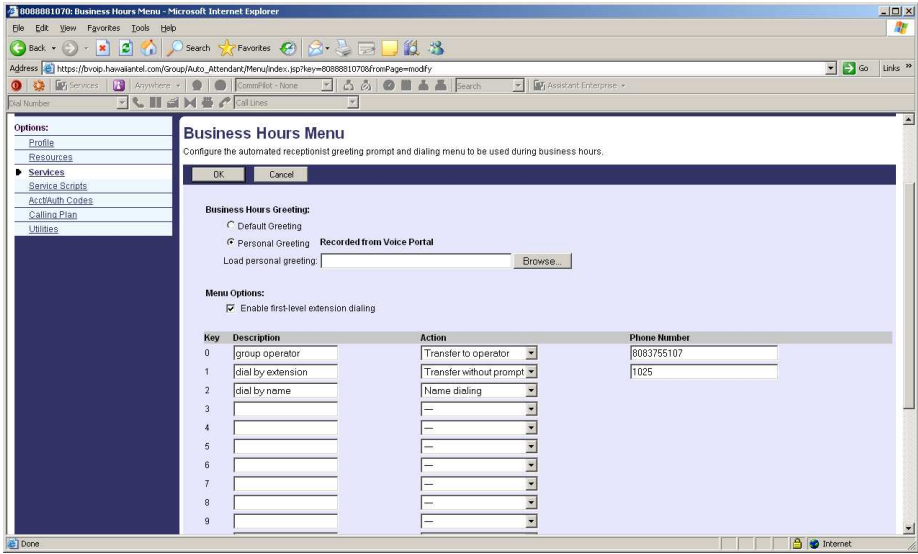 8088881070: Business Hours Menu - Microsoft Internet Explorer
File Edit View Favorites Tools Help
Back Search Favorites
Address https://bvoip.hawaiiantel.com/Group/Auto_Attendant/Menu/index.jsp?key=8088881070&fromPage=modify Go Links »
Services Anywhere CommPilot - None Search Assistant Enterprise
Dial Number Call Lines
Options:
Profile
Resources
Services
Service Scripts
Acct/Auth Codes
Calling Plan
Utilities
Business Hours Menu
Configure the automated receptionist greeting prompt and dialing menu to be used during business hours.
OK Cancel
Business Hours Greeting:
Default Greeting
Personal Greeting Recorded from Voice Portal
Load personal greeting: Browse...
Menu Options:
Enable first-level extension dialing
Key Description Action Phone Number
0 group operator Transfer to operator 8083755107
1 dial by extension Transfer without prompt 1025
2 dial by name Name dialing
3 —
4 —
5 —
6 —
7 —
8 —
9 —
Done Internet